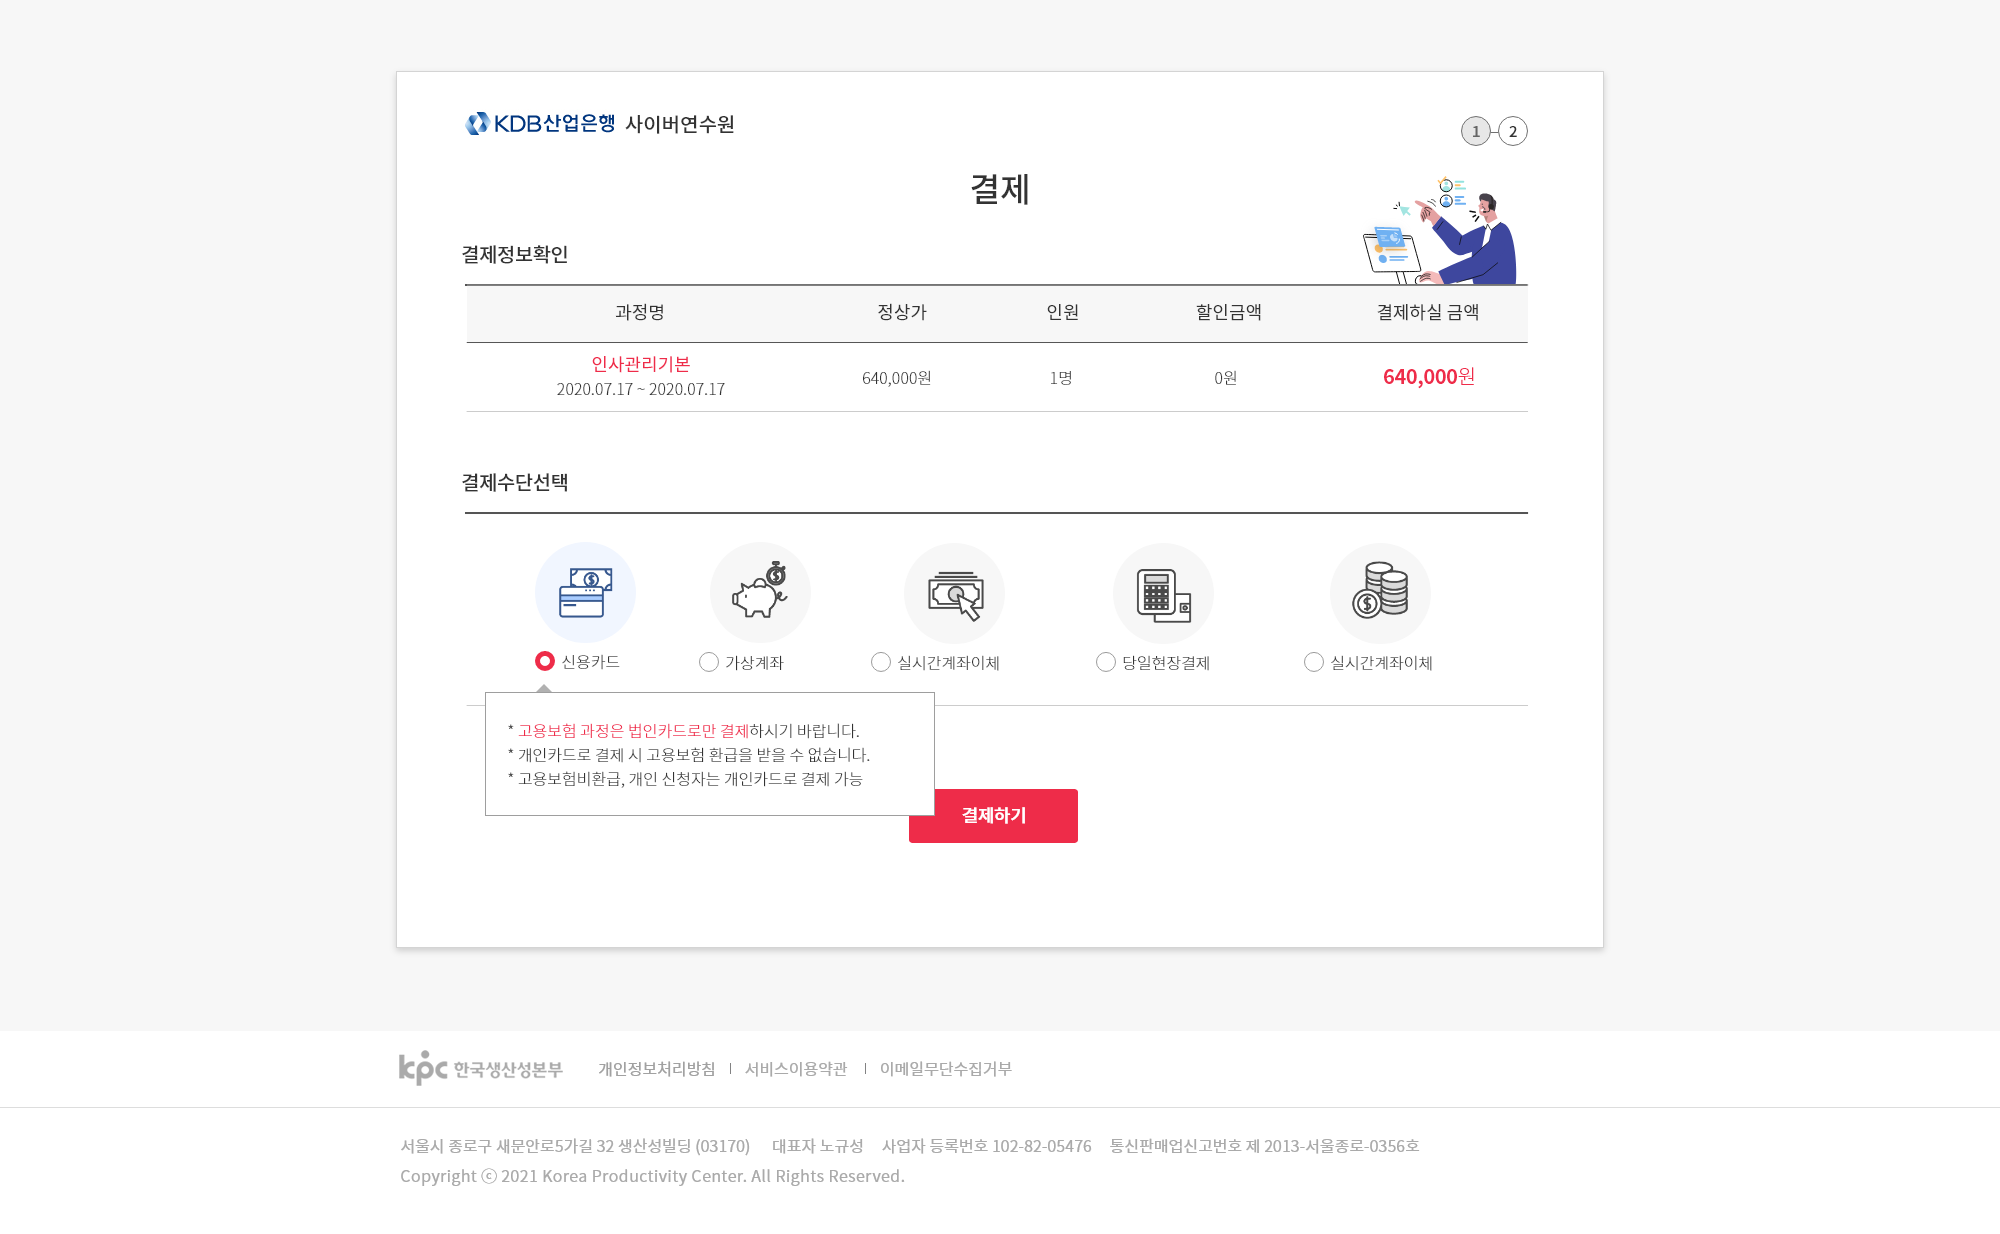 KDB산업은행 사이버연수원
1 2
결제
결제정보확인
과정명 정상가 인원 할인금액 결제하실 금액
인사관리기본
2020.07.17 ~ 2020.07.17 640,000원 1명 0원 640,000원
결제수단선택
신용카드 가상계좌 실시간계좌이체 당일현장결제 실시간계좌이체
* 고용보험 과정은 법인카드로만 결제하시기 바랍니다.
* 개인카드로 결제 시 고용보험 환급을 받을 수 없습니다.
* 고용보험비환급, 개인 신청자는 개인카드로 결제 가능
결제하기
kpc 한국생산성본부 개인정보처리방침 | 서비스이용약관 | 이메일무단수집거부
서울시 종로구 새문안로5가길 32 생산성빌딩 (03170) 대표자 노규성 사업자 등록번호 102-82-05476 통신판매업신고번호 제 2013-서울종로-0356호
Copyright ⓒ 2021 Korea Productivity Center. All Rights Reserved.